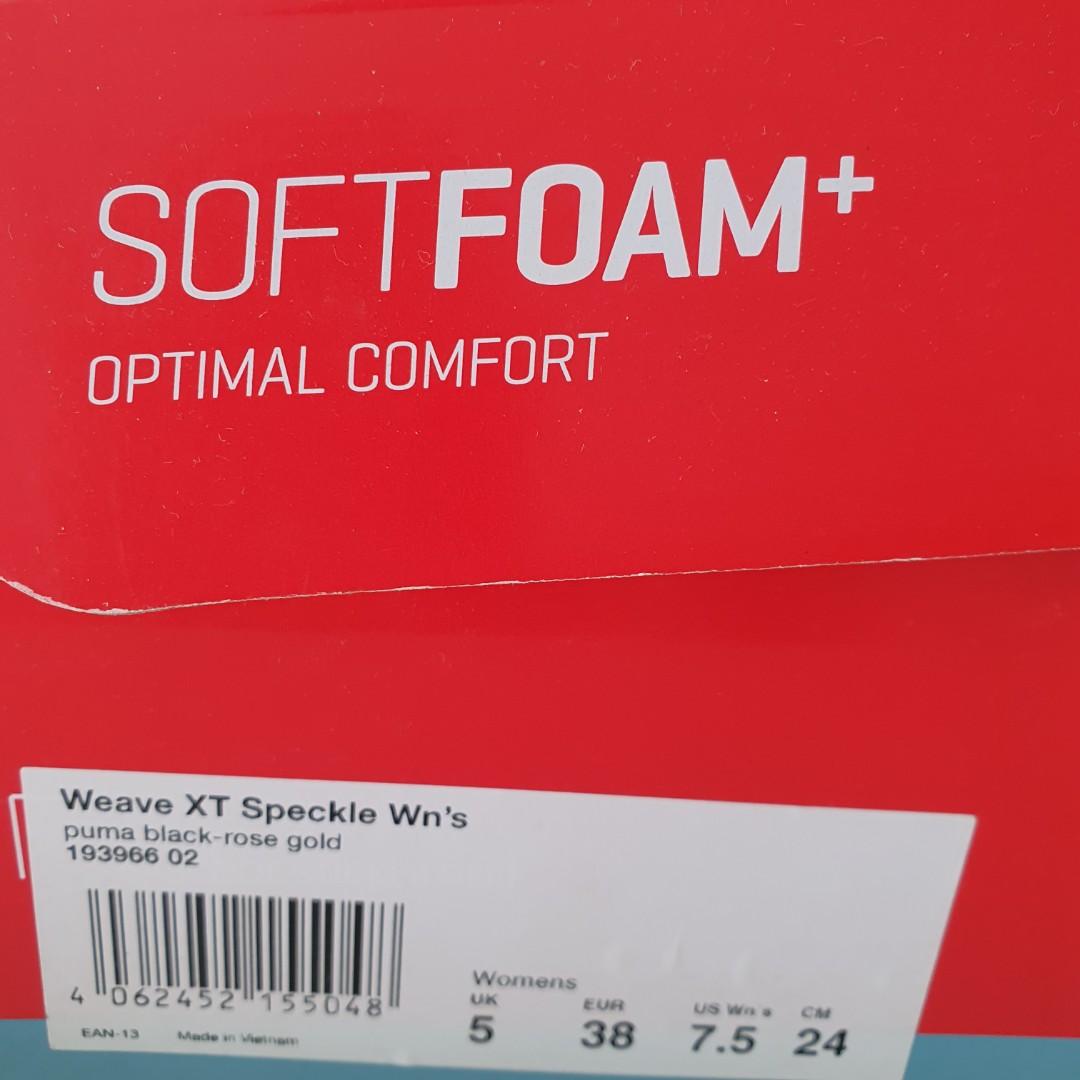 SOFTFOAM+
OPTIMAL COMFORT
Weave XT Speckle Wn's
puma black-rose gold
193966 02
4 062452 155048
EAN-13 Made in Vietnam
Womens
UK EUR US Wn's CM
5 38 7.5 24